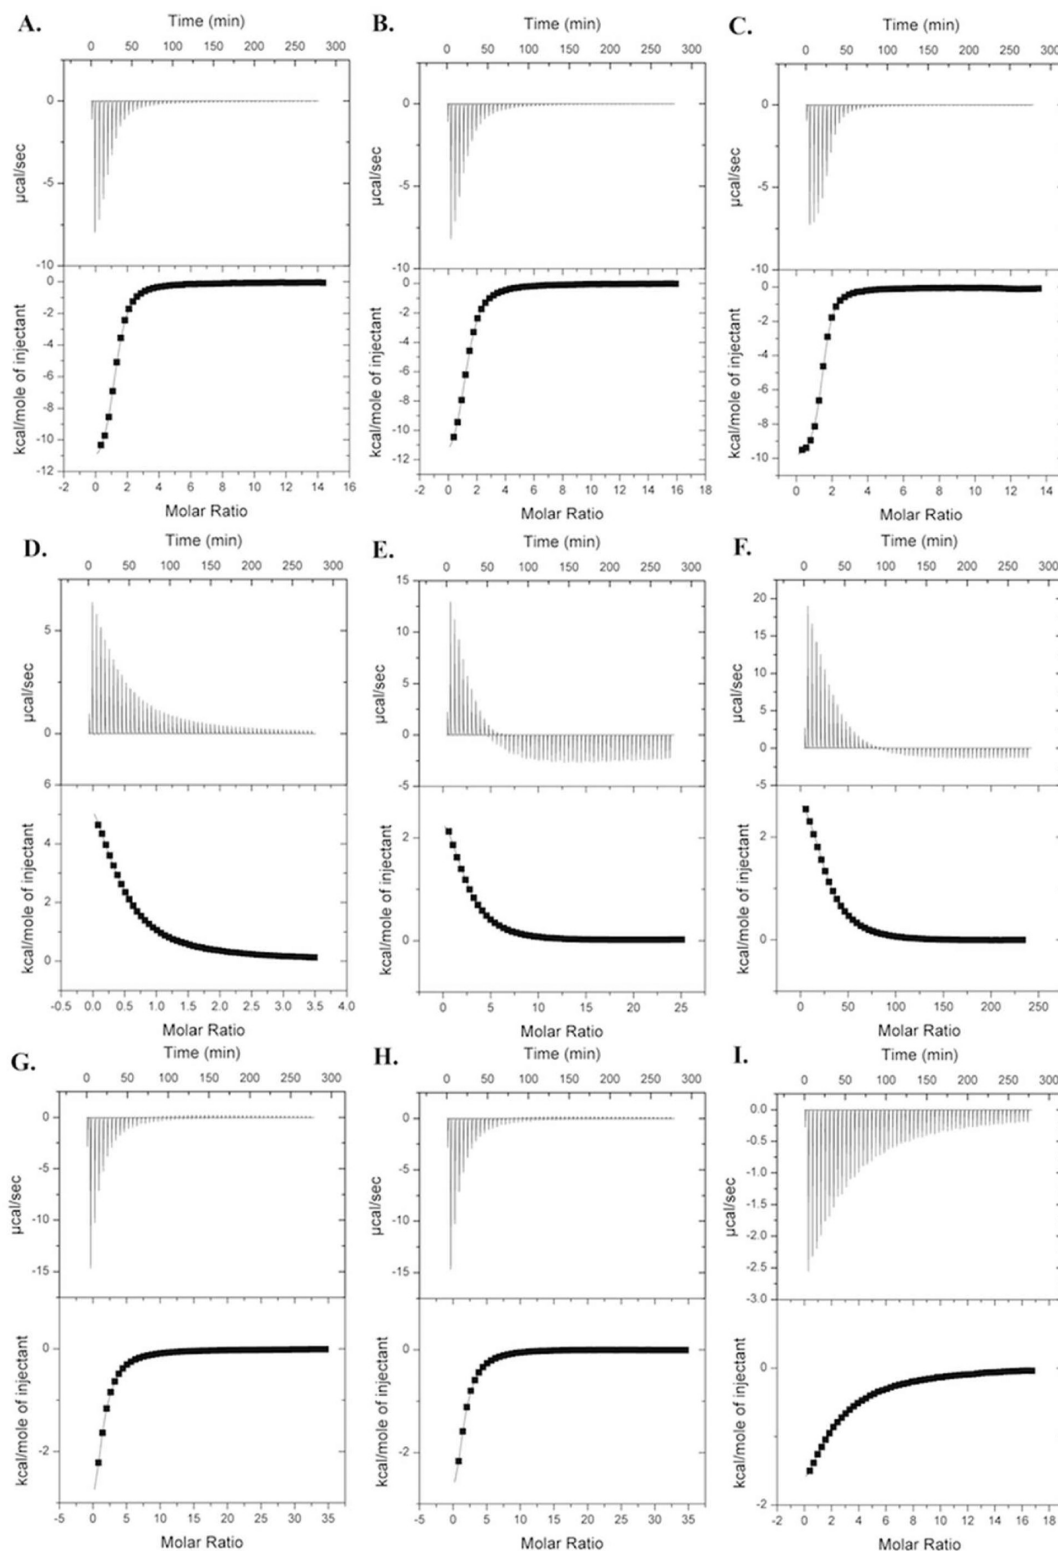 A.
Time (min)
0 50 100 150 200 250 300
0
-5
-10
µcal/sec
0
-2
-4
-6
-8
-10
-12
kcal/mole of injectant
-2 0 2 4 6 8 10 12 14 16
Molar Ratio
B.
Time (min)
0 50 100 150 200 250 300
0
-5
-10
µcal/sec
0
-2
-4
-6
-8
-10
-12
kcal/mole of injectant
-2 0 2 4 6 8 10 12 14 16 18
Molar Ratio
C.
Time (min)
0 50 100 150 200 250 300
0
-5
-10
µcal/sec
0
-2
-4
-6
-8
-10
kcal/mole of injectant
0 2 4 6 8 10 12 14
Molar Ratio
D.
Time (min)
0 50 100 150 200 250 300
5
0
µcal/sec
6
4
2
0
kcal/mole of injectant
-0.5 0.0 0.5 1.0 1.5 2.0 2.5 3.0 3.5 4.0
Molar Ratio
E.
Time (min)
0 50 100 150 200 250 300
15
10
5
0
-5
µcal/sec
2
0
kcal/mole of injectant
0 5 10 15 20 25
Molar Ratio
F.
Time (min)
0 50 100 150 200 250 300
20
15
10
5
0
-5
µcal/sec
2
0
kcal/mole of injectant
0 50 100 150 200 250
Molar Ratio
G.
Time (min)
0 50 100 150 200 250 300
0
-5
-10
-15
µcal/sec
0
-2
kcal/mole of injectant
-5 0 5 10 15 20 25 30 35
Molar Ratio
H.
Time (min)
0 50 100 150 200 250 300
0
-5
-10
-15
µcal/sec
0
-2
kcal/mole of injectant
-5 0 5 10 15 20 25 30 35
Molar Ratio
I.
Time (min)
0 50 100 150 200 250 300
0.0
-0.5
-1.0
-1.5
-2.0
-2.5
-3.0
µcal/sec
0
-2
kcal/mole of injectant
-2 0 2 4 6 8 10 12 14 16 18
Molar Ratio